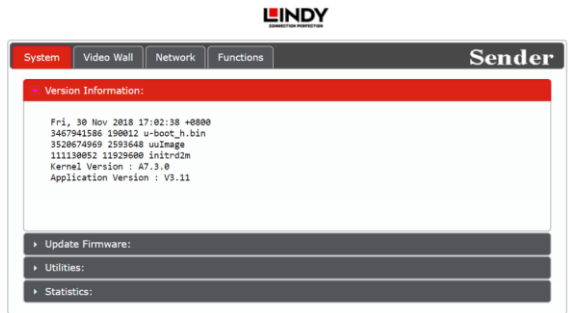 LINDY
CONNECTION PERFECTION
System
Video Wall
Network
Functions
Sender
Version Information:
Fri, 30 Nov 2018 17:02:38 +0800
3467941586 190012 u-boot_h.bin
3520674969 2593648 uuImage
111130052 11929600 initrd2m
Kernel Version : A7.3.0
Application Version : V3.11
Update Firmware:
Utilities:
Statistics: